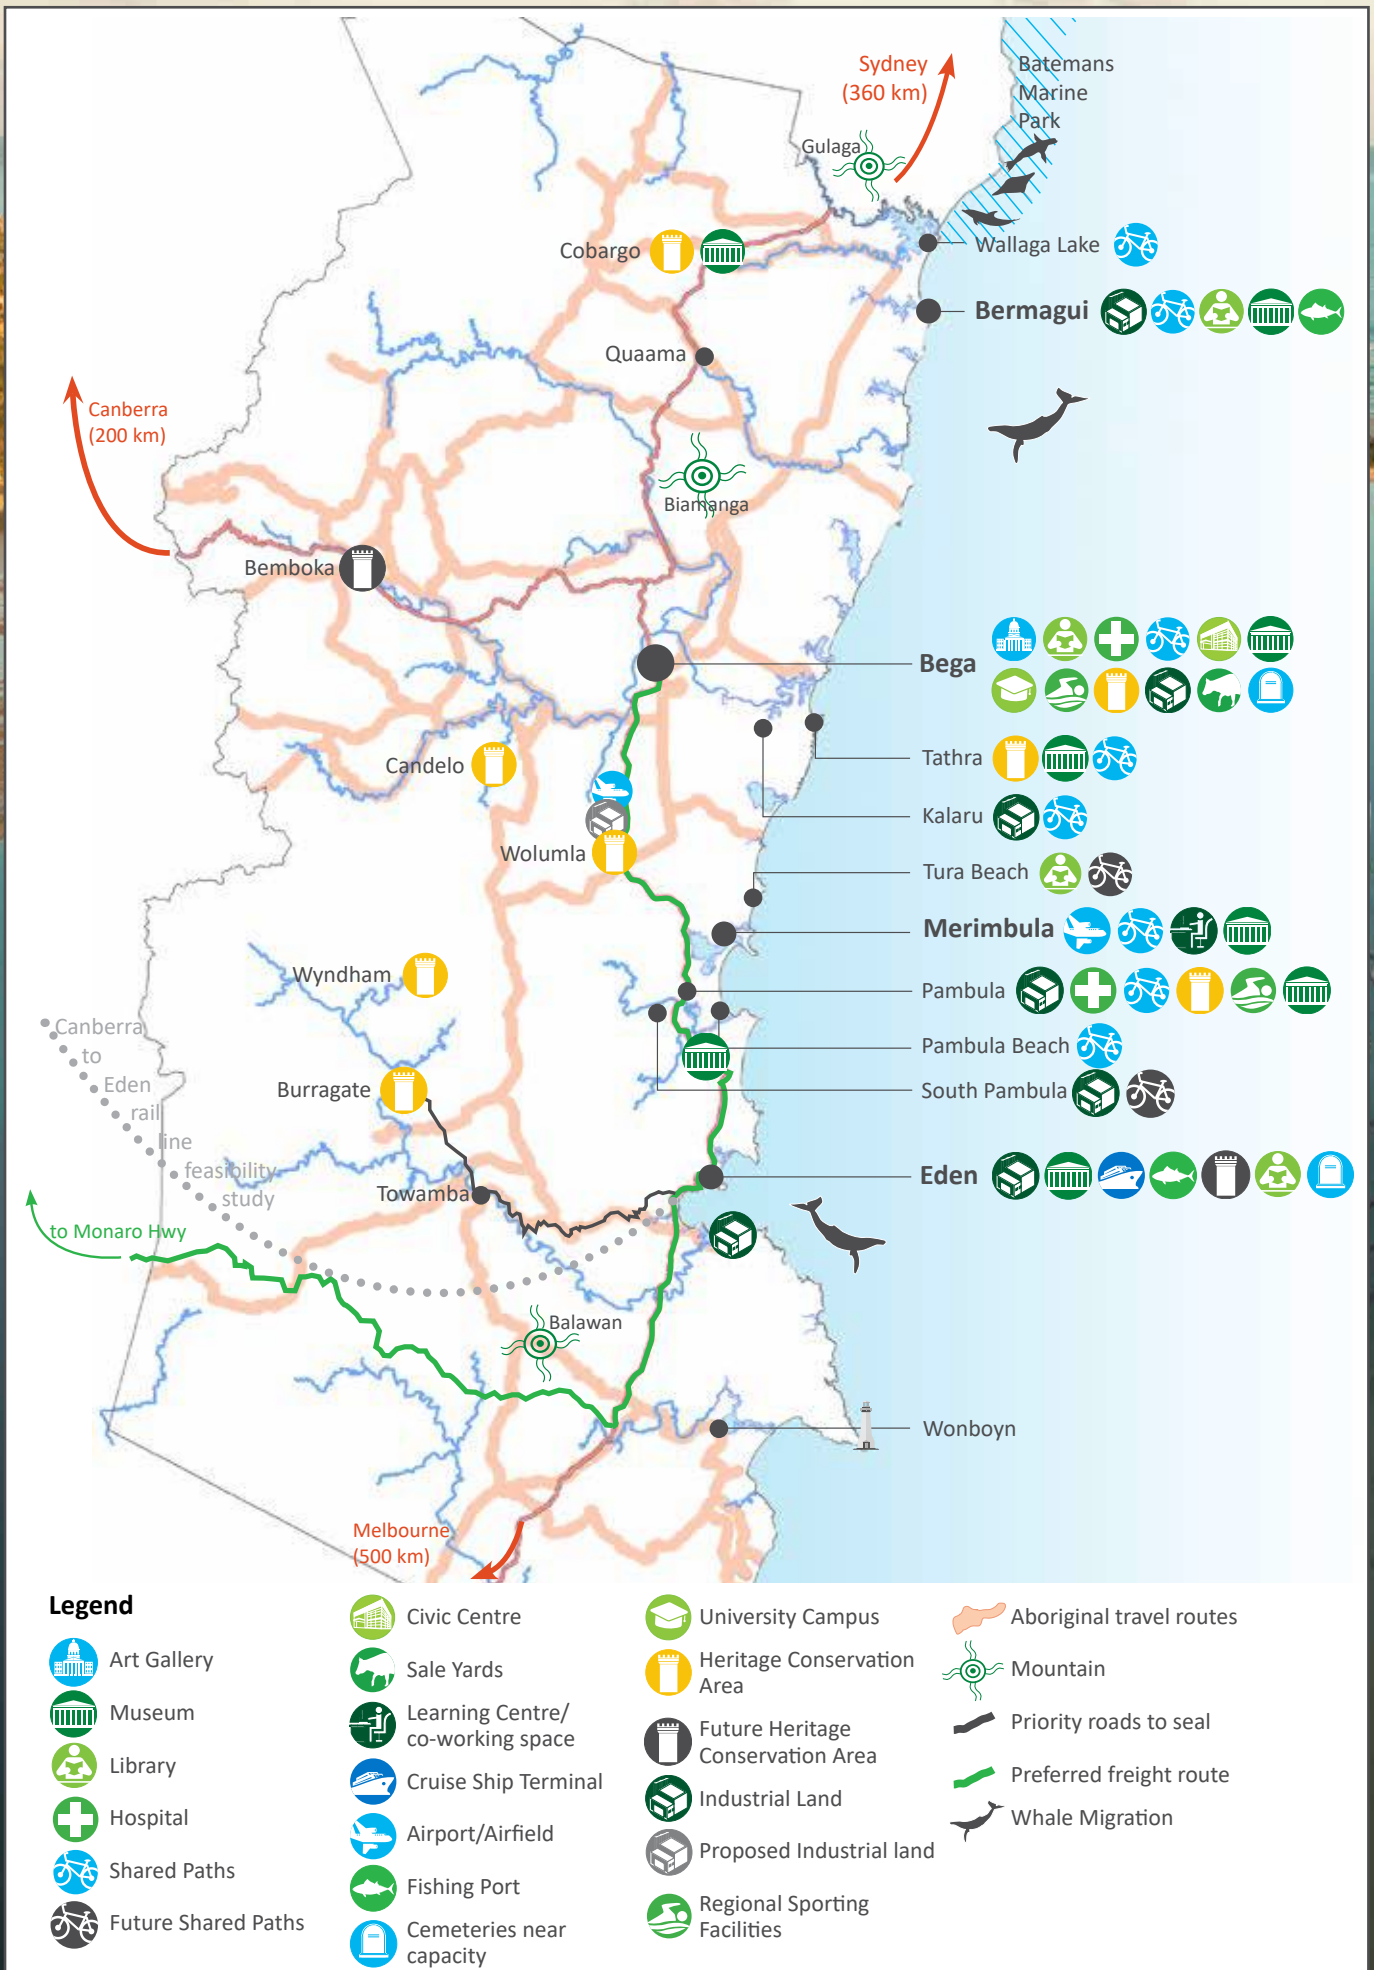 Sydney
(360 km)
Batemans
Marine
Park
Gulaga
Cobargo
Wallaga Lake
Bermagui
Quaama
Canberra
(200 km)
Biamanga
Bemboka
Bega
Tathra
Candelo
Kalaru
Wolumla
Tura Beach
Merimbula
Wyndham
Pambula
Canberra
to
Eden
rail
line
feasibility
study
Pambula Beach
Burragate
South Pambula
Eden
Towamba
to Monaro Hwy
Balawan
Wonboyn
Melbourne
(500 km)
Legend
Art Gallery
Museum
Library
Hospital
Shared Paths
Future Shared Paths
Civic Centre
Sale Yards
Learning Centre/
co-working space
Cruise Ship Terminal
Airport/Airfield
Fishing Port
Cemeteries near
capacity
University Campus
Heritage Conservation
Area
Future Heritage
Conservation Area
Industrial Land
Proposed Industrial land
Regional Sporting
Facilities
Aboriginal travel routes
Mountain
Priority roads to seal
Preferred freight route
Whale Migration